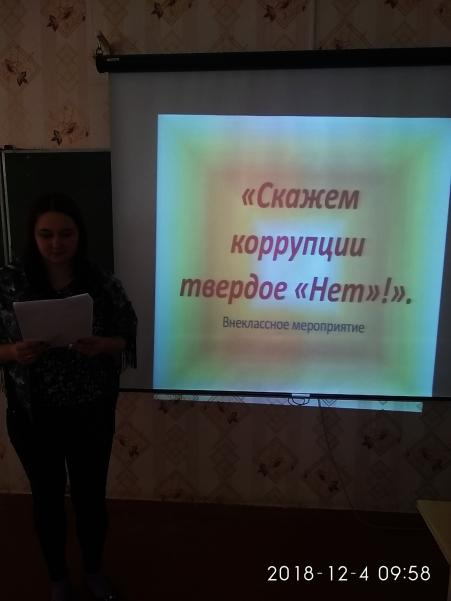 «Скажем
коррупции
твердое «Нет»!».
Внеклассное мероприятие
2018-12-4 09:58